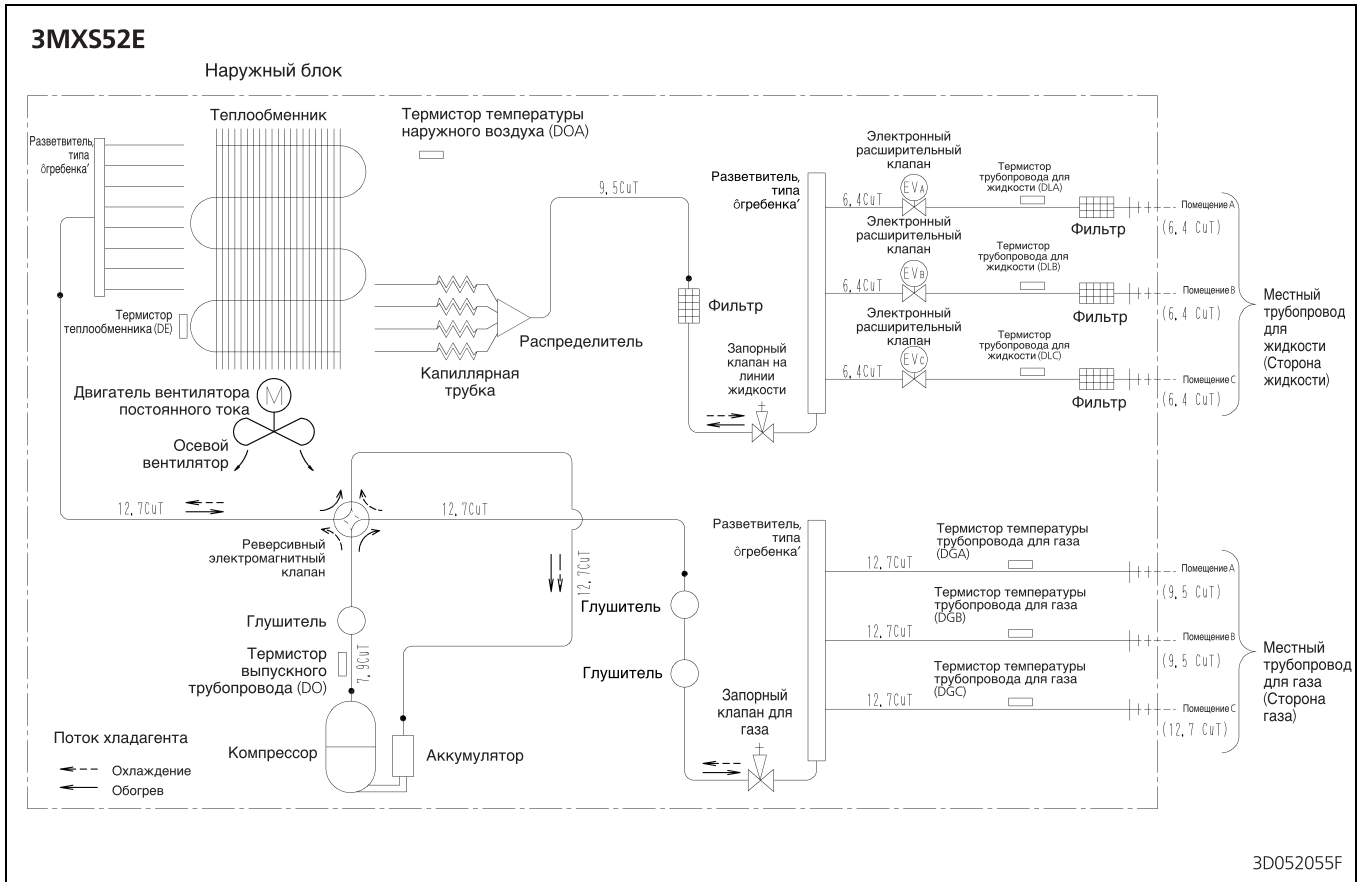 3MXS52E
Наружный блок
Теплообменник
Термистор температуры
наружного воздуха (DOA)
Разветвитель,
типа
ôгребенка′
9,5CuT
Термистор
теплообменника (DE)
Распределитель
Капиллярная
трубка
Фильтр
Запорный
клапан на
линии
жидкости
Разветвитель,
типа
ôгребенка′
Электронный
расширительный
клапан
6,4CuT
EVA
Термистор
трубопровода для
жидкости (DLA)
Фильтр
Помещение A
(6,4 CuT)
Электронный
расширительный
клапан
6,4CuT
EVB
Термистор
трубопровода для
жидкости (DLB)
Фильтр
Помещение B
(6,4 CuT)
Электронный
расширительный
клапан
6,4CuT
EVC
Термистор
трубопровода для
жидкости (DLC)
Фильтр
Помещение C
(6,4 CuT)
Местный
трубопровод
для
жидкости
(Сторона
жидкости)
Двигатель вентилятора
постоянного тока
M
Осевой
вентилятор
12,7CuT
12,7CuT
Реверсивный
электромагнитный
клапан
12,7CuT
Глушитель
Термистор
выпускного
трубопровода (DO)
7,9CuT
Компрессор
Аккумулятор
Глушитель
Глушитель
Запорный
клапан для
газа
Разветвитель,
типа
ôгребенка′
Термистор температуры
трубопровода для газа
(DGA)
12,7CuT
Помещение A
(9,5 CuT)
Термистор температуры
трубопровода для газа
(DGB)
12,7CuT
Помещение B
(9,5 CuT)
Термистор температуры
трубопровода для газа
(DGC)
12,7CuT
Помещение C
(12,7 CuT)
Местный
трубопровод
для газа
(Сторона
газа)
Поток хладагента
Охлаждение
Обогрев
3D052055F